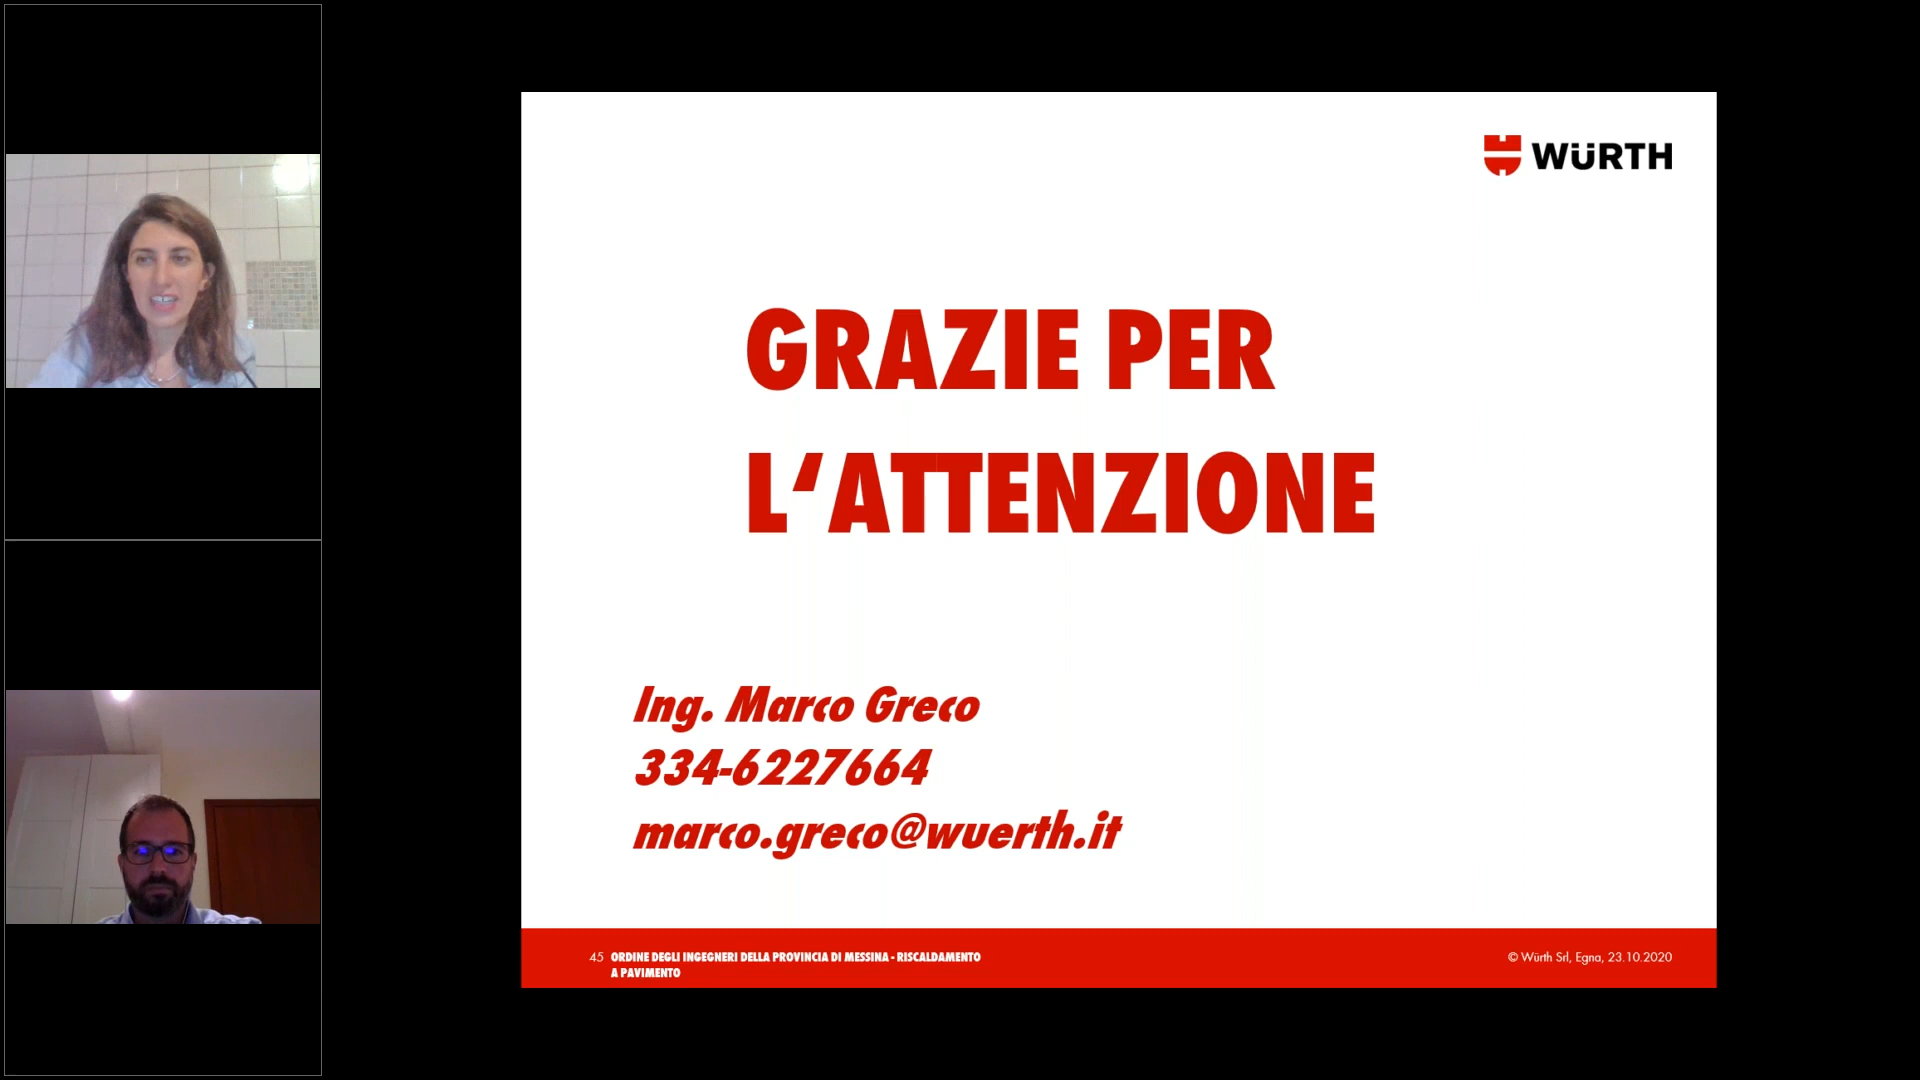 WÜRTH
GRAZIE PER
L‘ATTENZIONE
Ing. Marco Greco
334-6227664
marco.greco@wuerth.it
45 ORDINE DEGLI INGEGNERI DELLA PROVINCIA DI MESSINA - RISCALDAMENTO
A PAVIMENTO
© Würth Srl, Egna, 23.10.2020